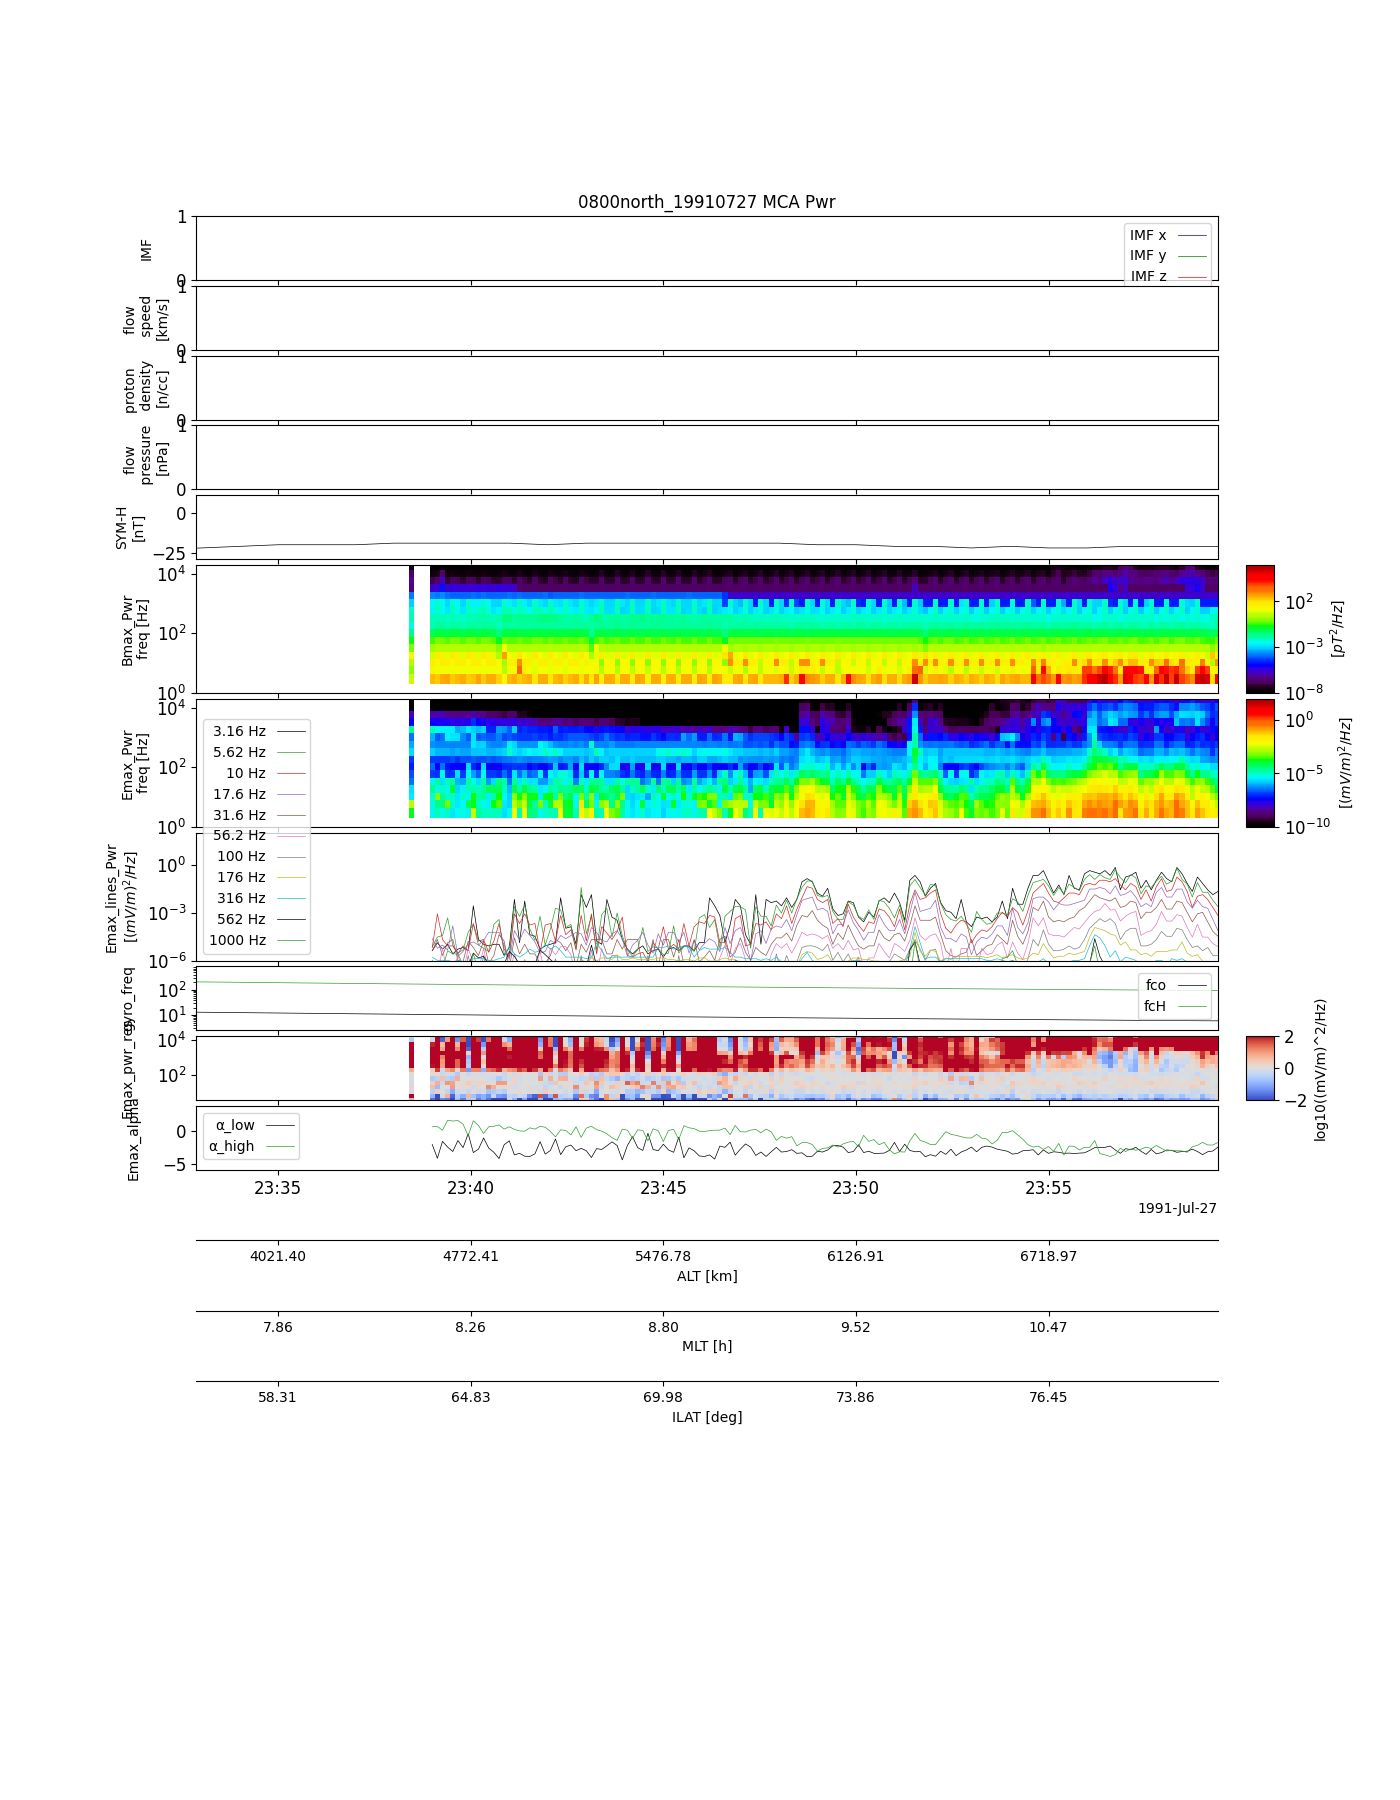 0800north_19910727 MCA Pwr
1
0
IMF
IMF x
IMF y
IMF z
1
0
flow
speed
[km/s]
1
0
proton
density
[n/cc]
1
0
flow
pressure
[nPa]
0
−25
SYM-H
[nT]
10^4
10^2
10^0
Bmax_Pwr
freq [Hz]
10^2
10^−3
10^−8
[pT^2/Hz]
10^4
10^2
10^0
Emax_Pwr
freq [Hz]
10^0
10^−5
10^−10
[(mV/m)^2/Hz]
3.16 Hz
5.62 Hz
10 Hz
17.6 Hz
31.6 Hz
56.2 Hz
100 Hz
176 Hz
316 Hz
562 Hz
1000 Hz
10^0
10^−3
10^−6
Emax_lines_Pwr
[(mV/m)^2/Hz]
10^2
10^1
gyro_freq
fco
fcH
10^4
10^2
Emax_pwr_res
2
0
−2
log10((mV/m)^2/Hz)
0
−5
Emax_alpha
α_low
α_high
23:35 23:40 23:45 23:50 23:55
1991-Jul-27
4021.40 4772.41 5476.78 6126.91 6718.97
ALT [km]
7.86 8.26 8.80 9.52 10.47
MLT [h]
58.31 64.83 69.98 73.86 76.45
ILAT [deg]